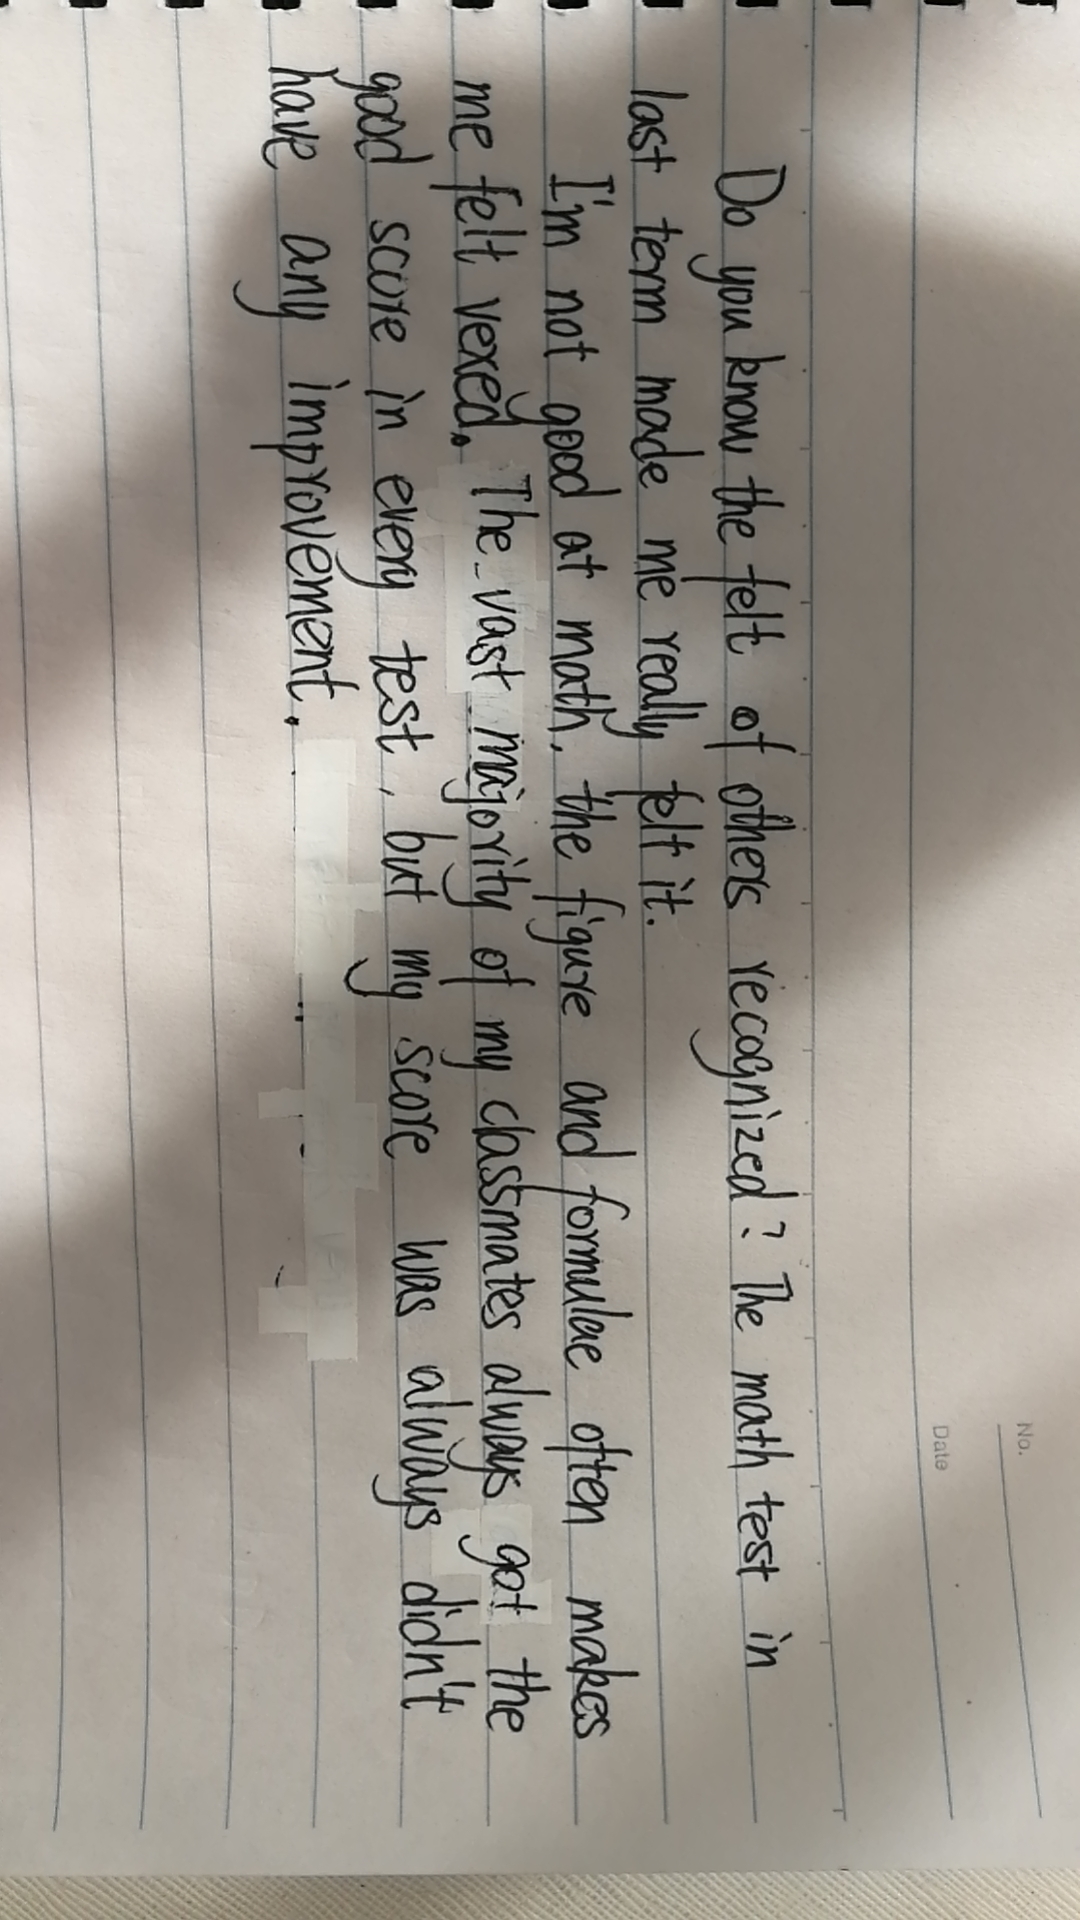 No.
Date
Do you know the felt of others recognized? The math test in
last term made me really felt it.
I'm not good at math, the figure and formulae often makes
me felt vexed. The vast majority of my classmates always got the
good score in every test, but my score was always didn't
have any improvement.